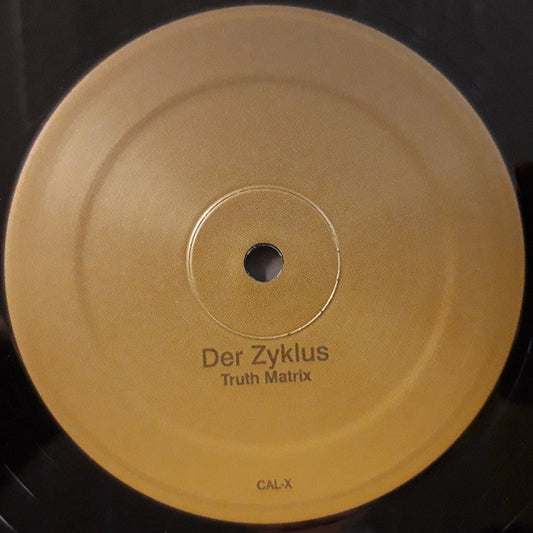 Der Zyklus
Truth Matrix
CAL-X